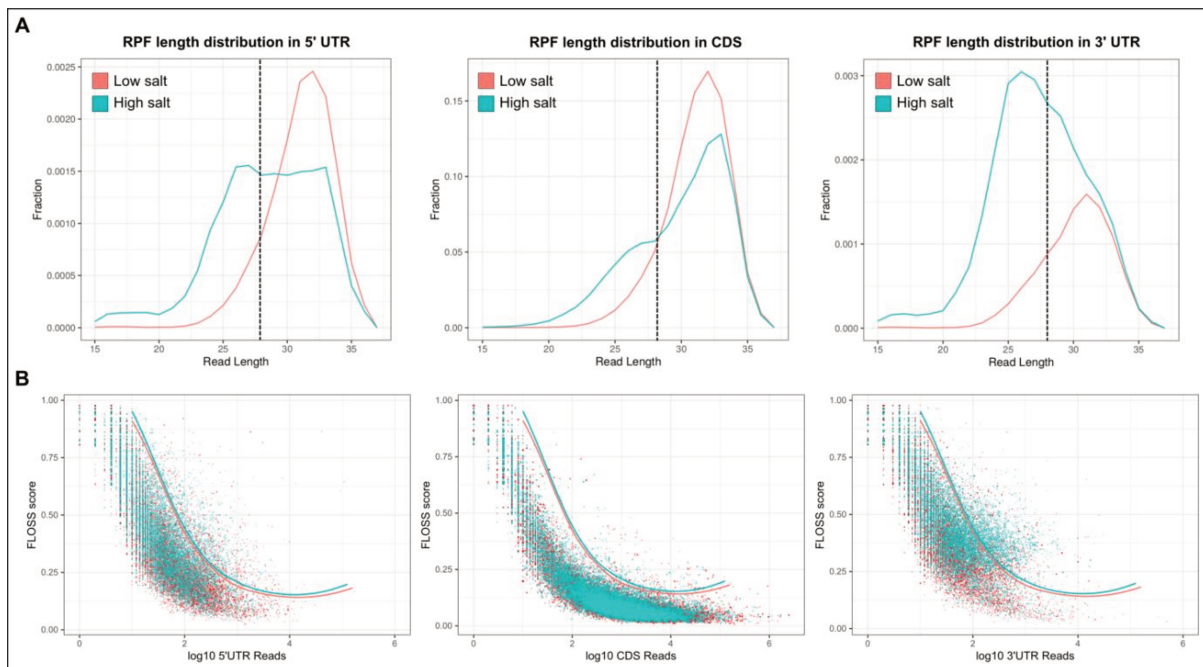 A
RPF length distribution in 5' UTR
Low salt
High salt
Fraction
0.0025
0.0020
0.0015
0.0010
0.0005
0.0000
15 20 25 30 35
Read Length
RPF length distribution in CDS
Low salt
High salt
Fraction
0.15
0.10
0.05
0.00
15 20 25 30 35
Read Length
RPF length distribution in 3' UTR
Low salt
High salt
Fraction
0.003
0.002
0.001
0.000
15 20 25 30 35
Read Length
B
FLOSS score
1.00
0.75
0.50
0.25
0.00
0 2 4 6
log10 5'UTR Reads
FLOSS score
1.00
0.75
0.50
0.25
0.00
0 2 4 6
log10 CDS Reads
FLOSS score
1.00
0.75
0.50
0.25
0.00
0 2 4 6
log10 3'UTR Reads